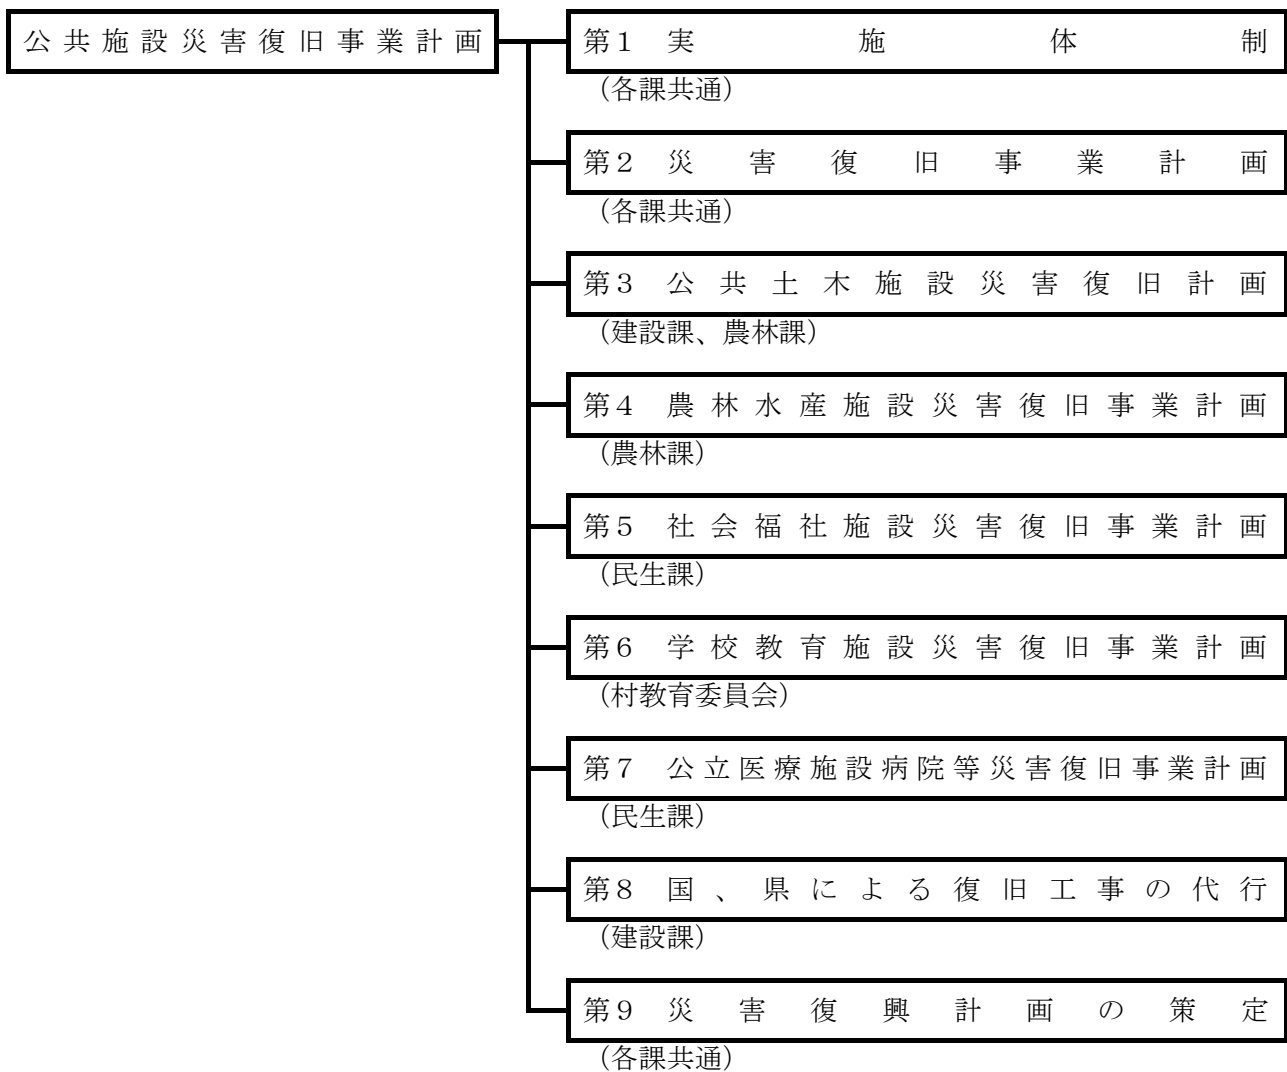 公共施設災害復旧事業計画
第1 実施体制
(各課共通)
第2 災害復旧事業計画
(各課共通)
第3 公共土木施設災害復旧計画
(建設課、農林課)
第4 農林水産施設災害復旧事業計画
(農林課)
第5 社会福祉施設災害復旧事業計画
(民生課)
第6 学校教育施設災害復旧事業計画
(村教育委員会)
第7 公立医療施設病院等災害復旧事業計画
(民生課)
第8 国、県による復旧工事の代行
(建設課)
第9 災害復興計画の策定
(各課共通)